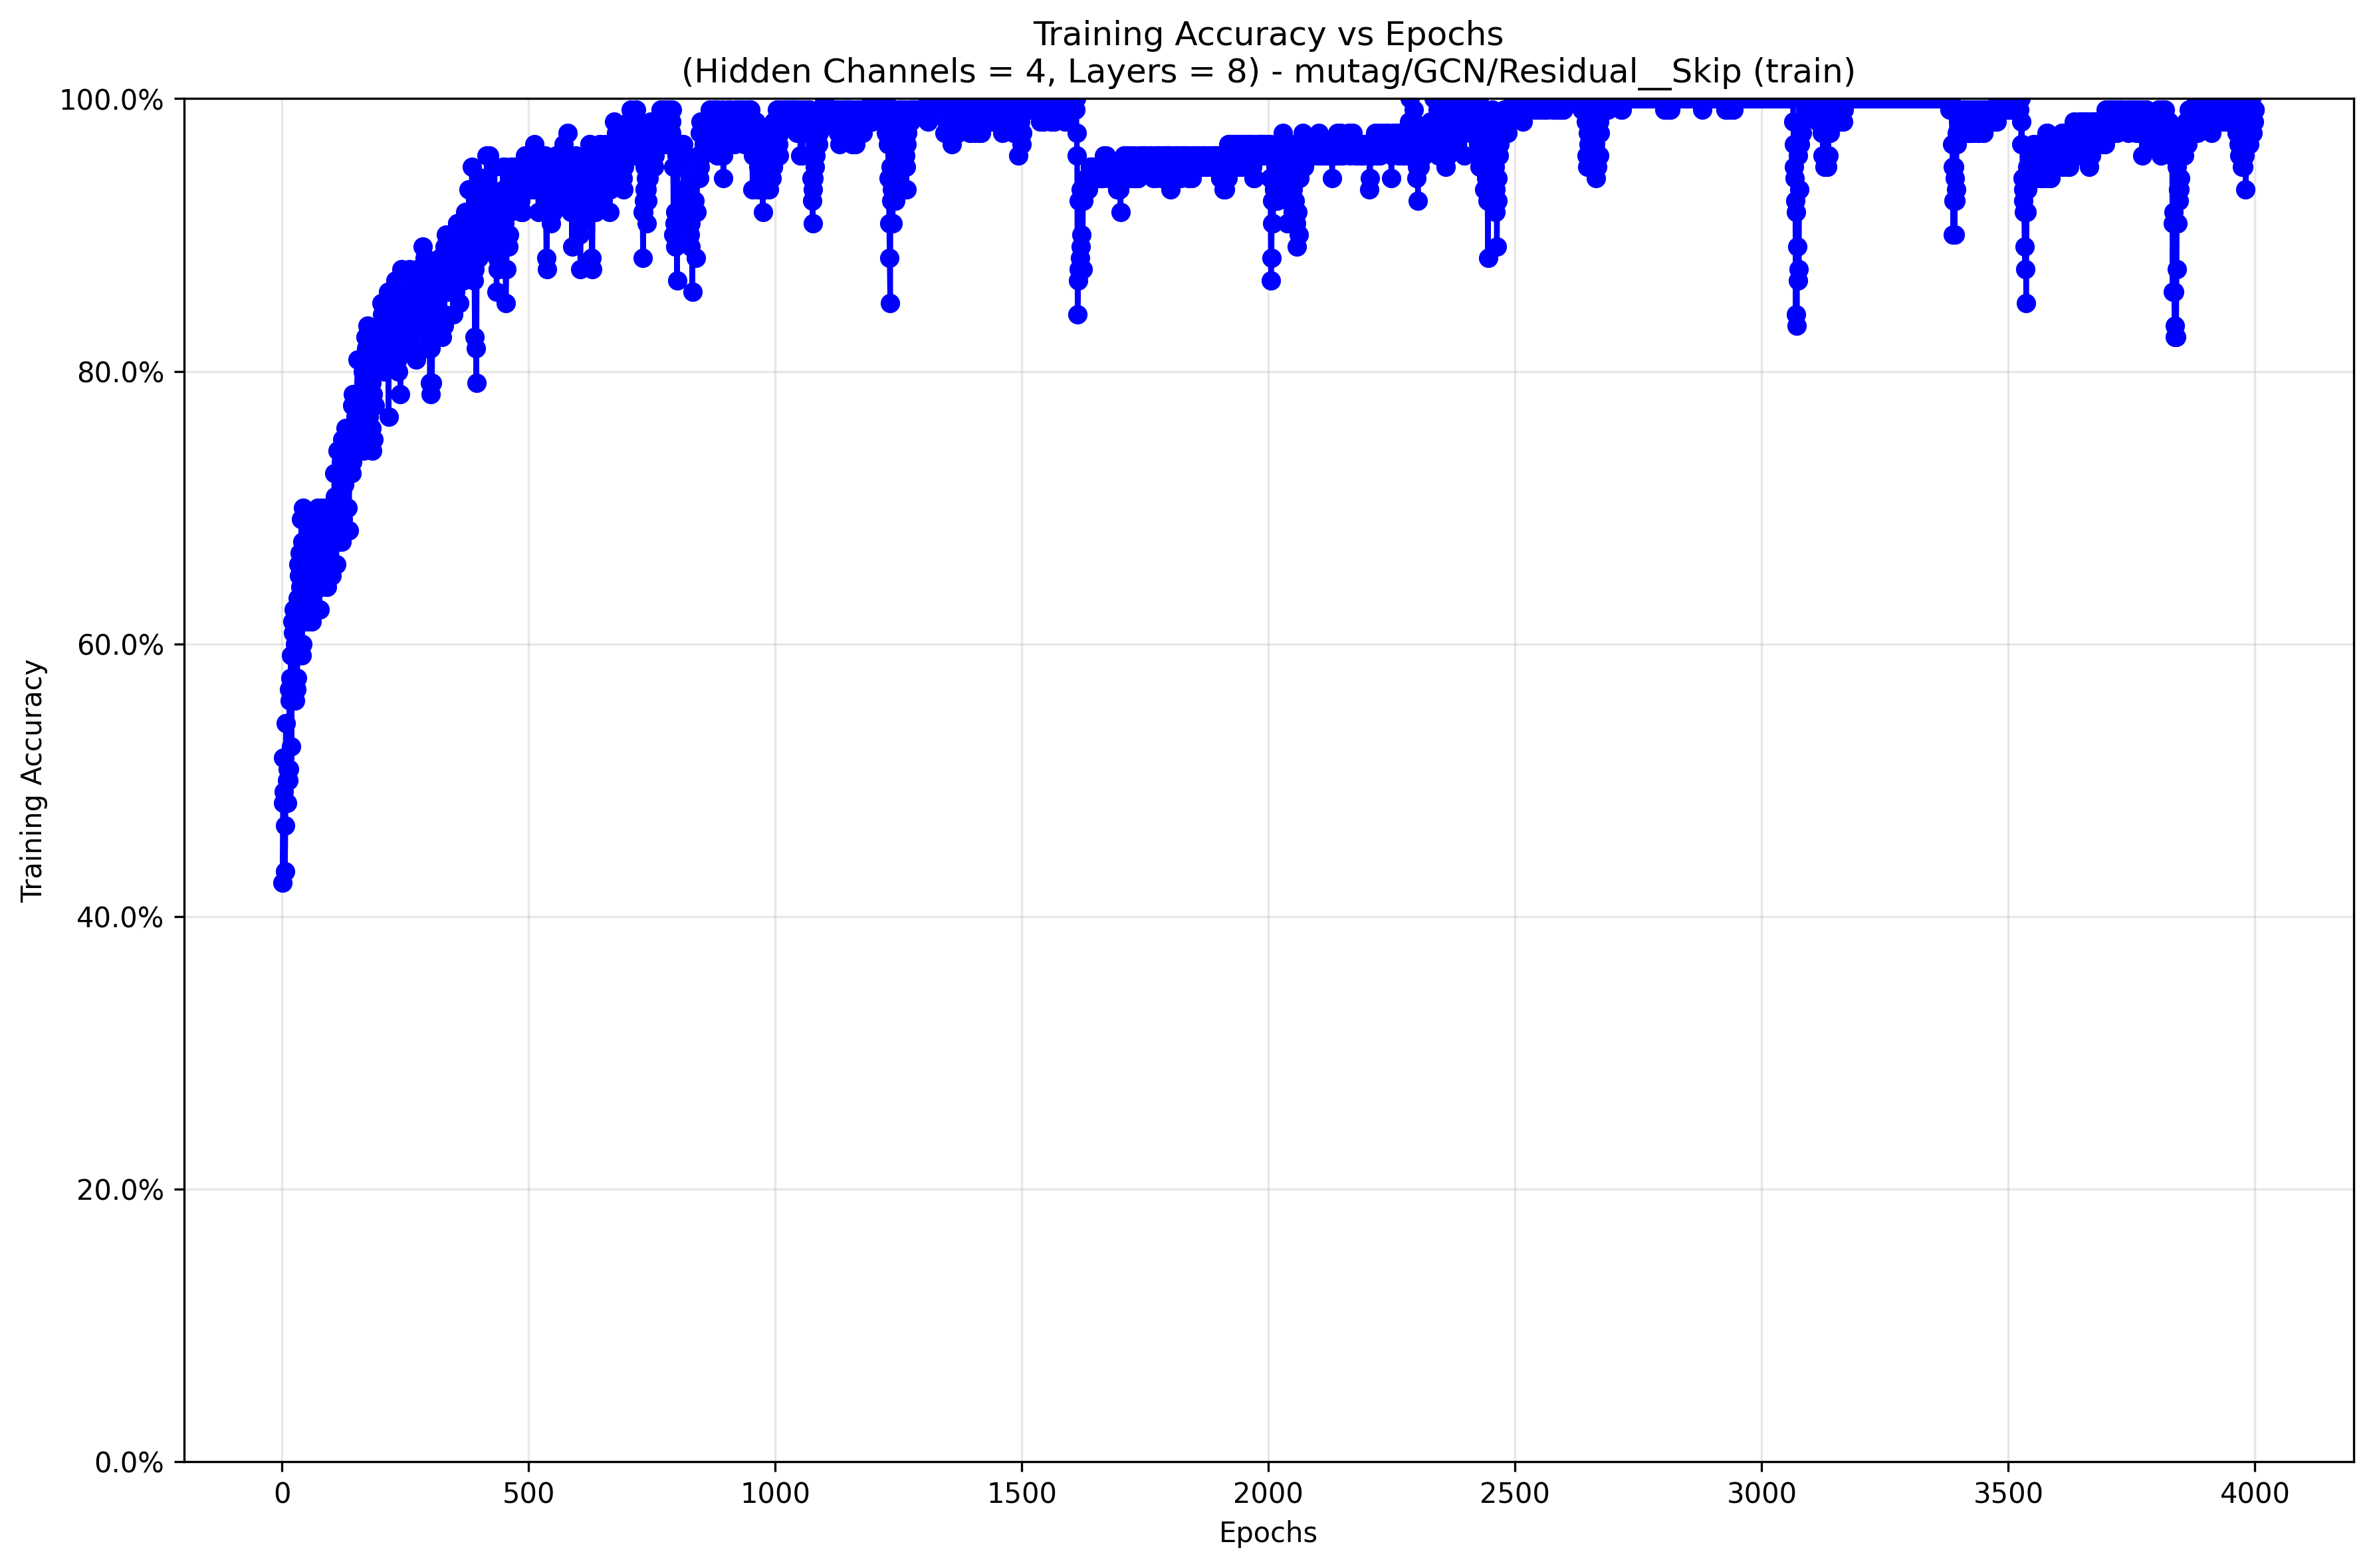 Training Accuracy vs Epochs
(Hidden Channels = 4, Layers = 8) - mutag/GCN/Residual__Skip (train)
100.0%
80.0%
60.0%
40.0%
20.0%
0.0%
Training Accuracy
0 500 1000 1500 2000 2500 3000 3500 4000
Epochs